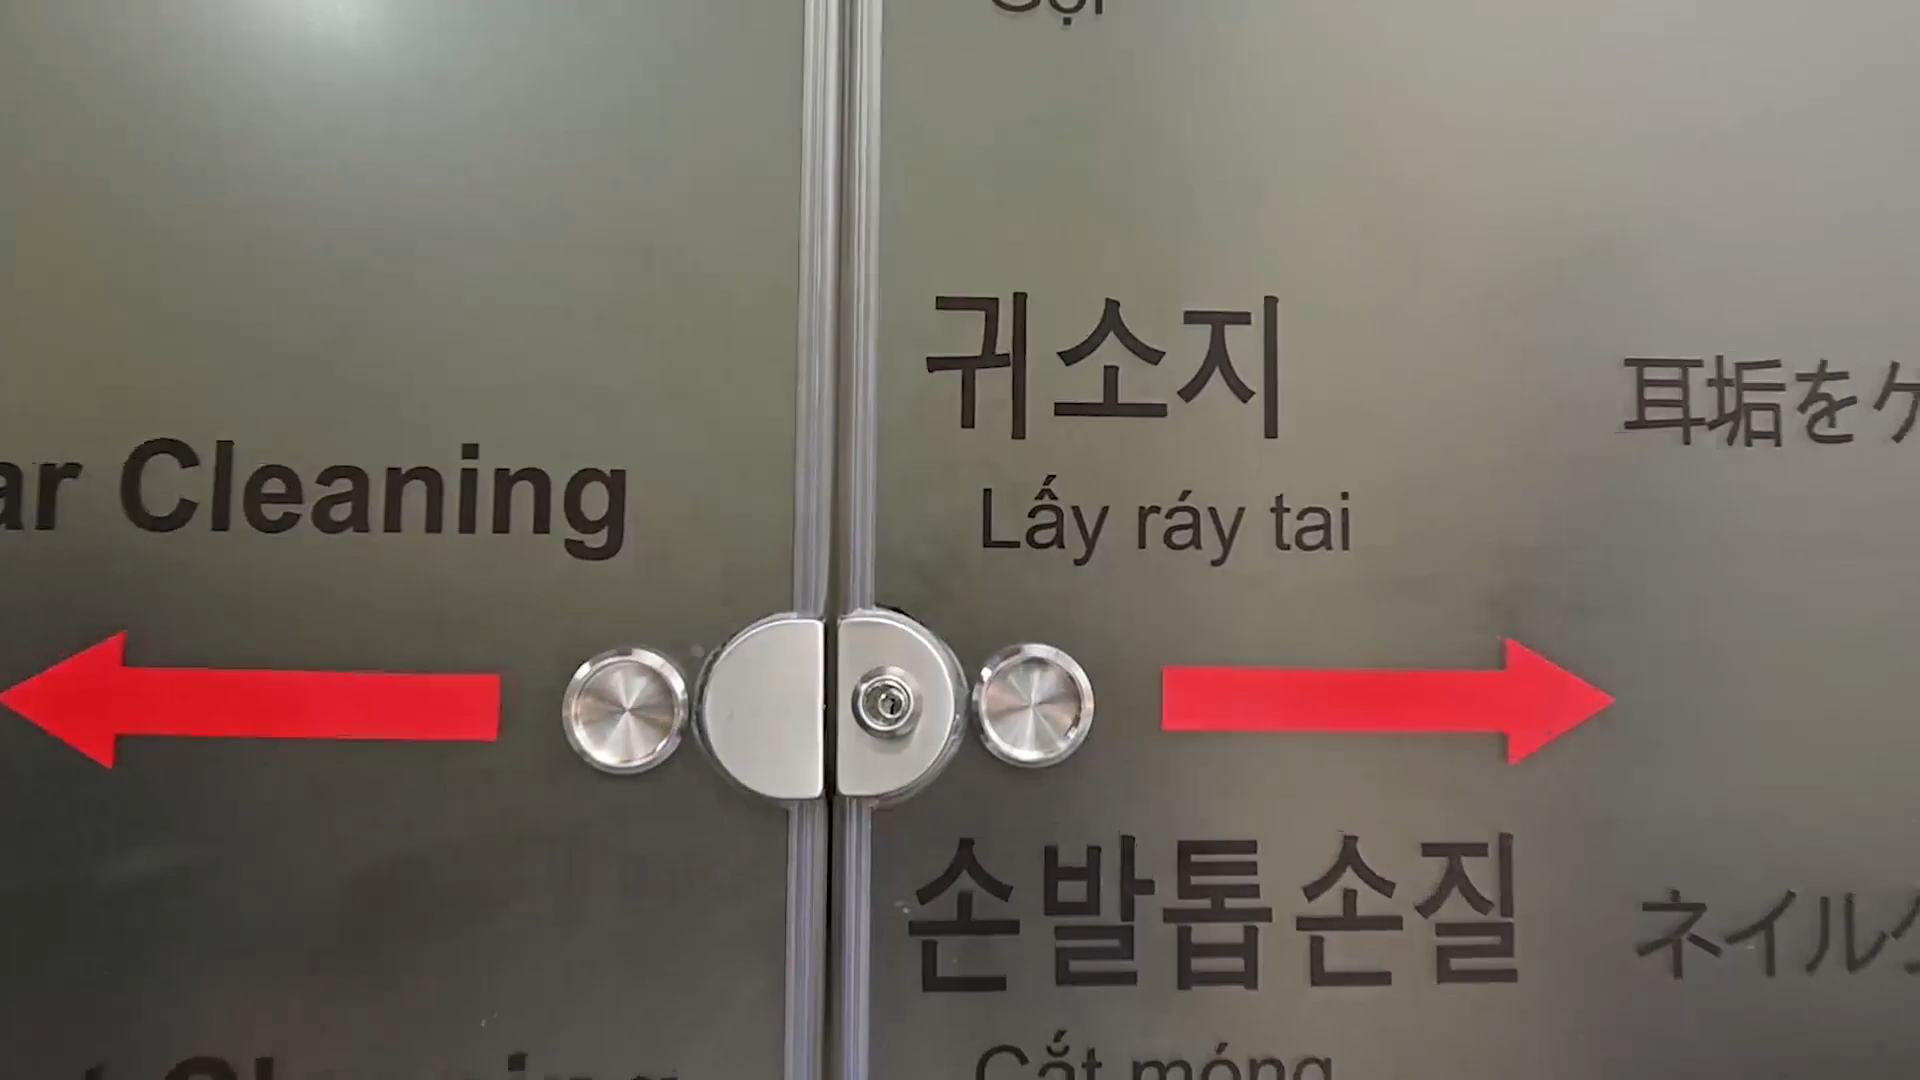 Gội
귀소지
耳垢を
ar Cleaning
Lấy ráy tai
손발톱손질
ネイル
Cắt móng